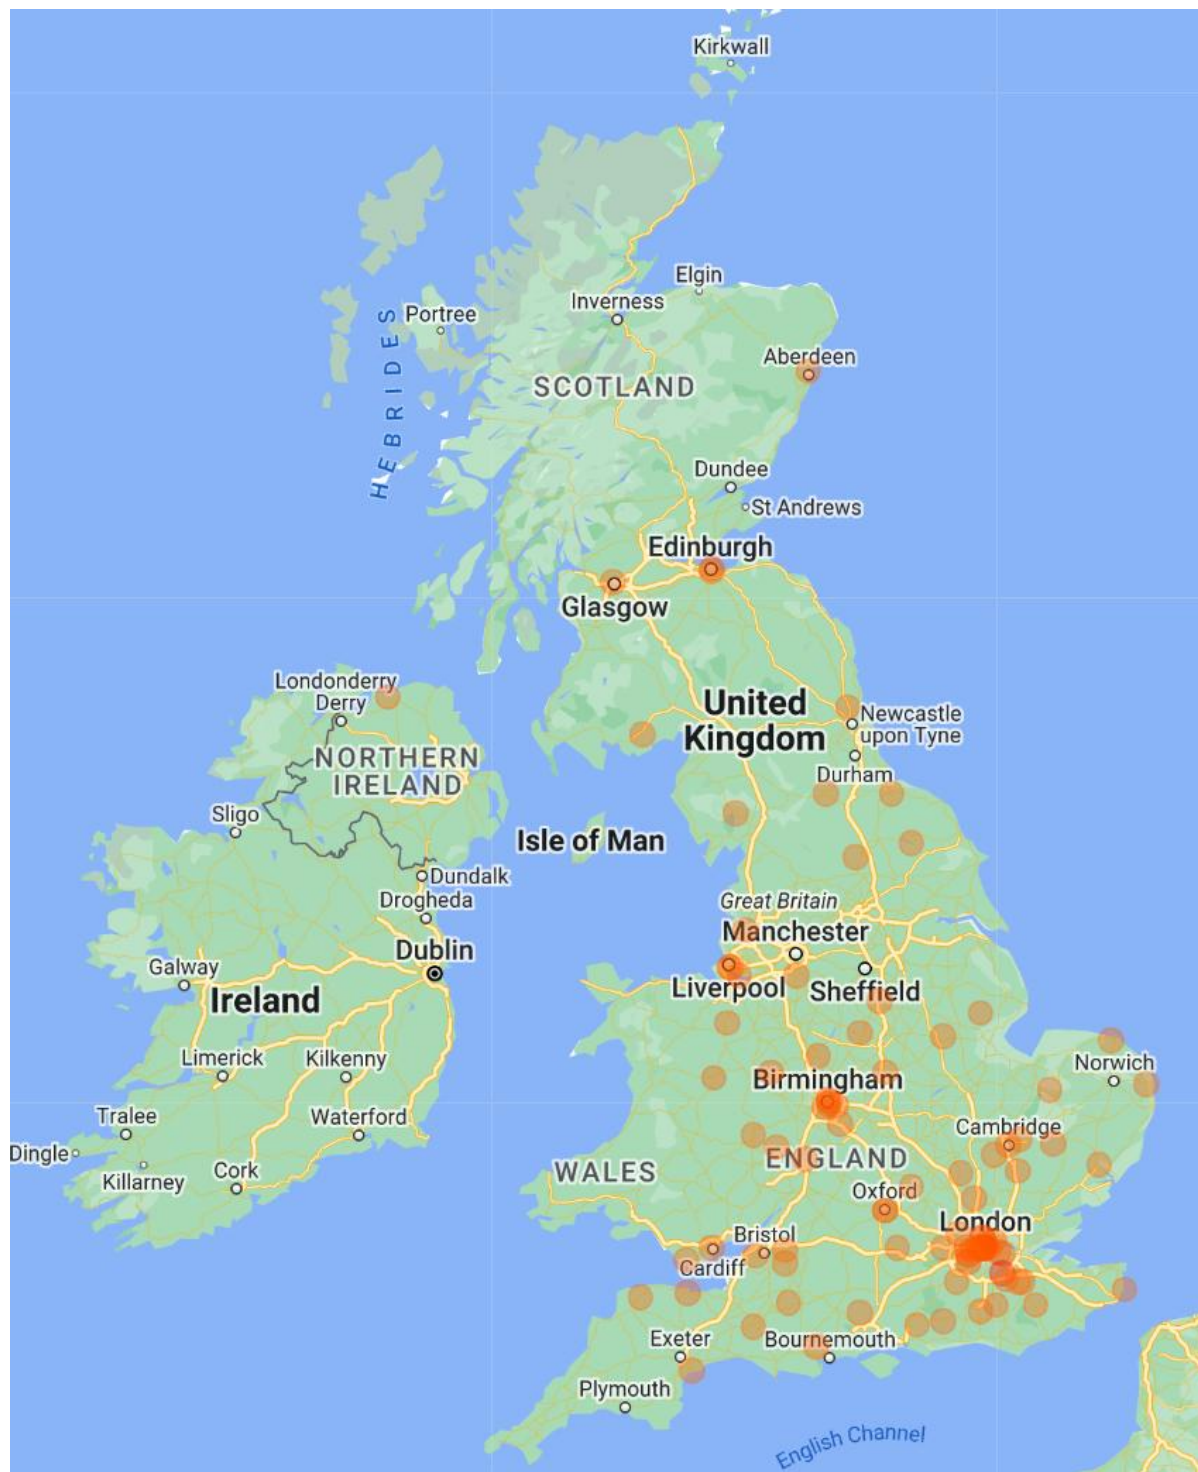 Kirkwall
Elgin
Inverness
Portree
HEBRIDES
Aberdeen
SCOTLAND
Dundee
St Andrews
Edinburgh
Glasgow
Londonderry
Derry
United
Kingdom
Newcastle
upon Tyne
NORTHERN
IRELAND
Durham
Sligo
Isle of Man
Dundalk
Drogheda
Great Britain
Manchester
Dublin
Galway
Liverpool
Sheffield
Ireland
Limerick
Kilkenny
Norwich
Birmingham
Tralee
Waterford
Cambridge
Dingle
ENGLAND
Killarney
Cork
WALES
Oxford
London
Bristol
Cardiff
Exeter
Bournemouth
Plymouth
English Channel